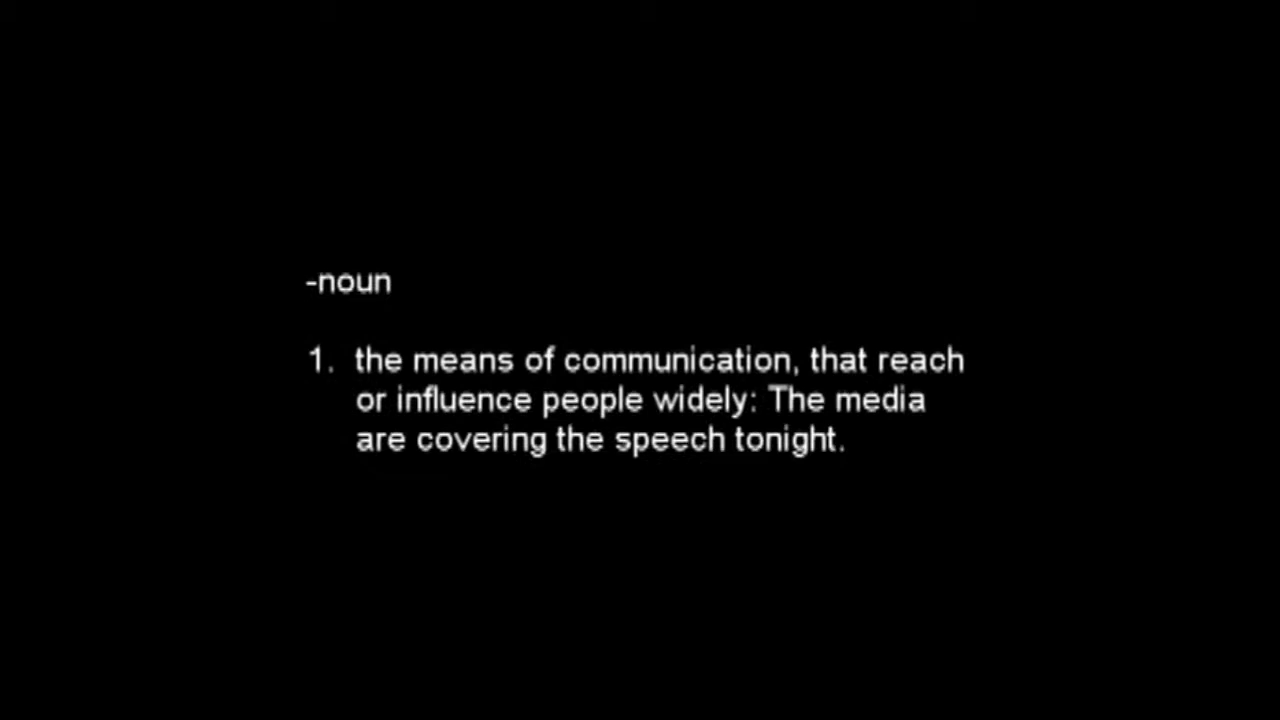 -noun
1. the means of communication, that reach
or influence people widely: The media
are covering the speech tonight.